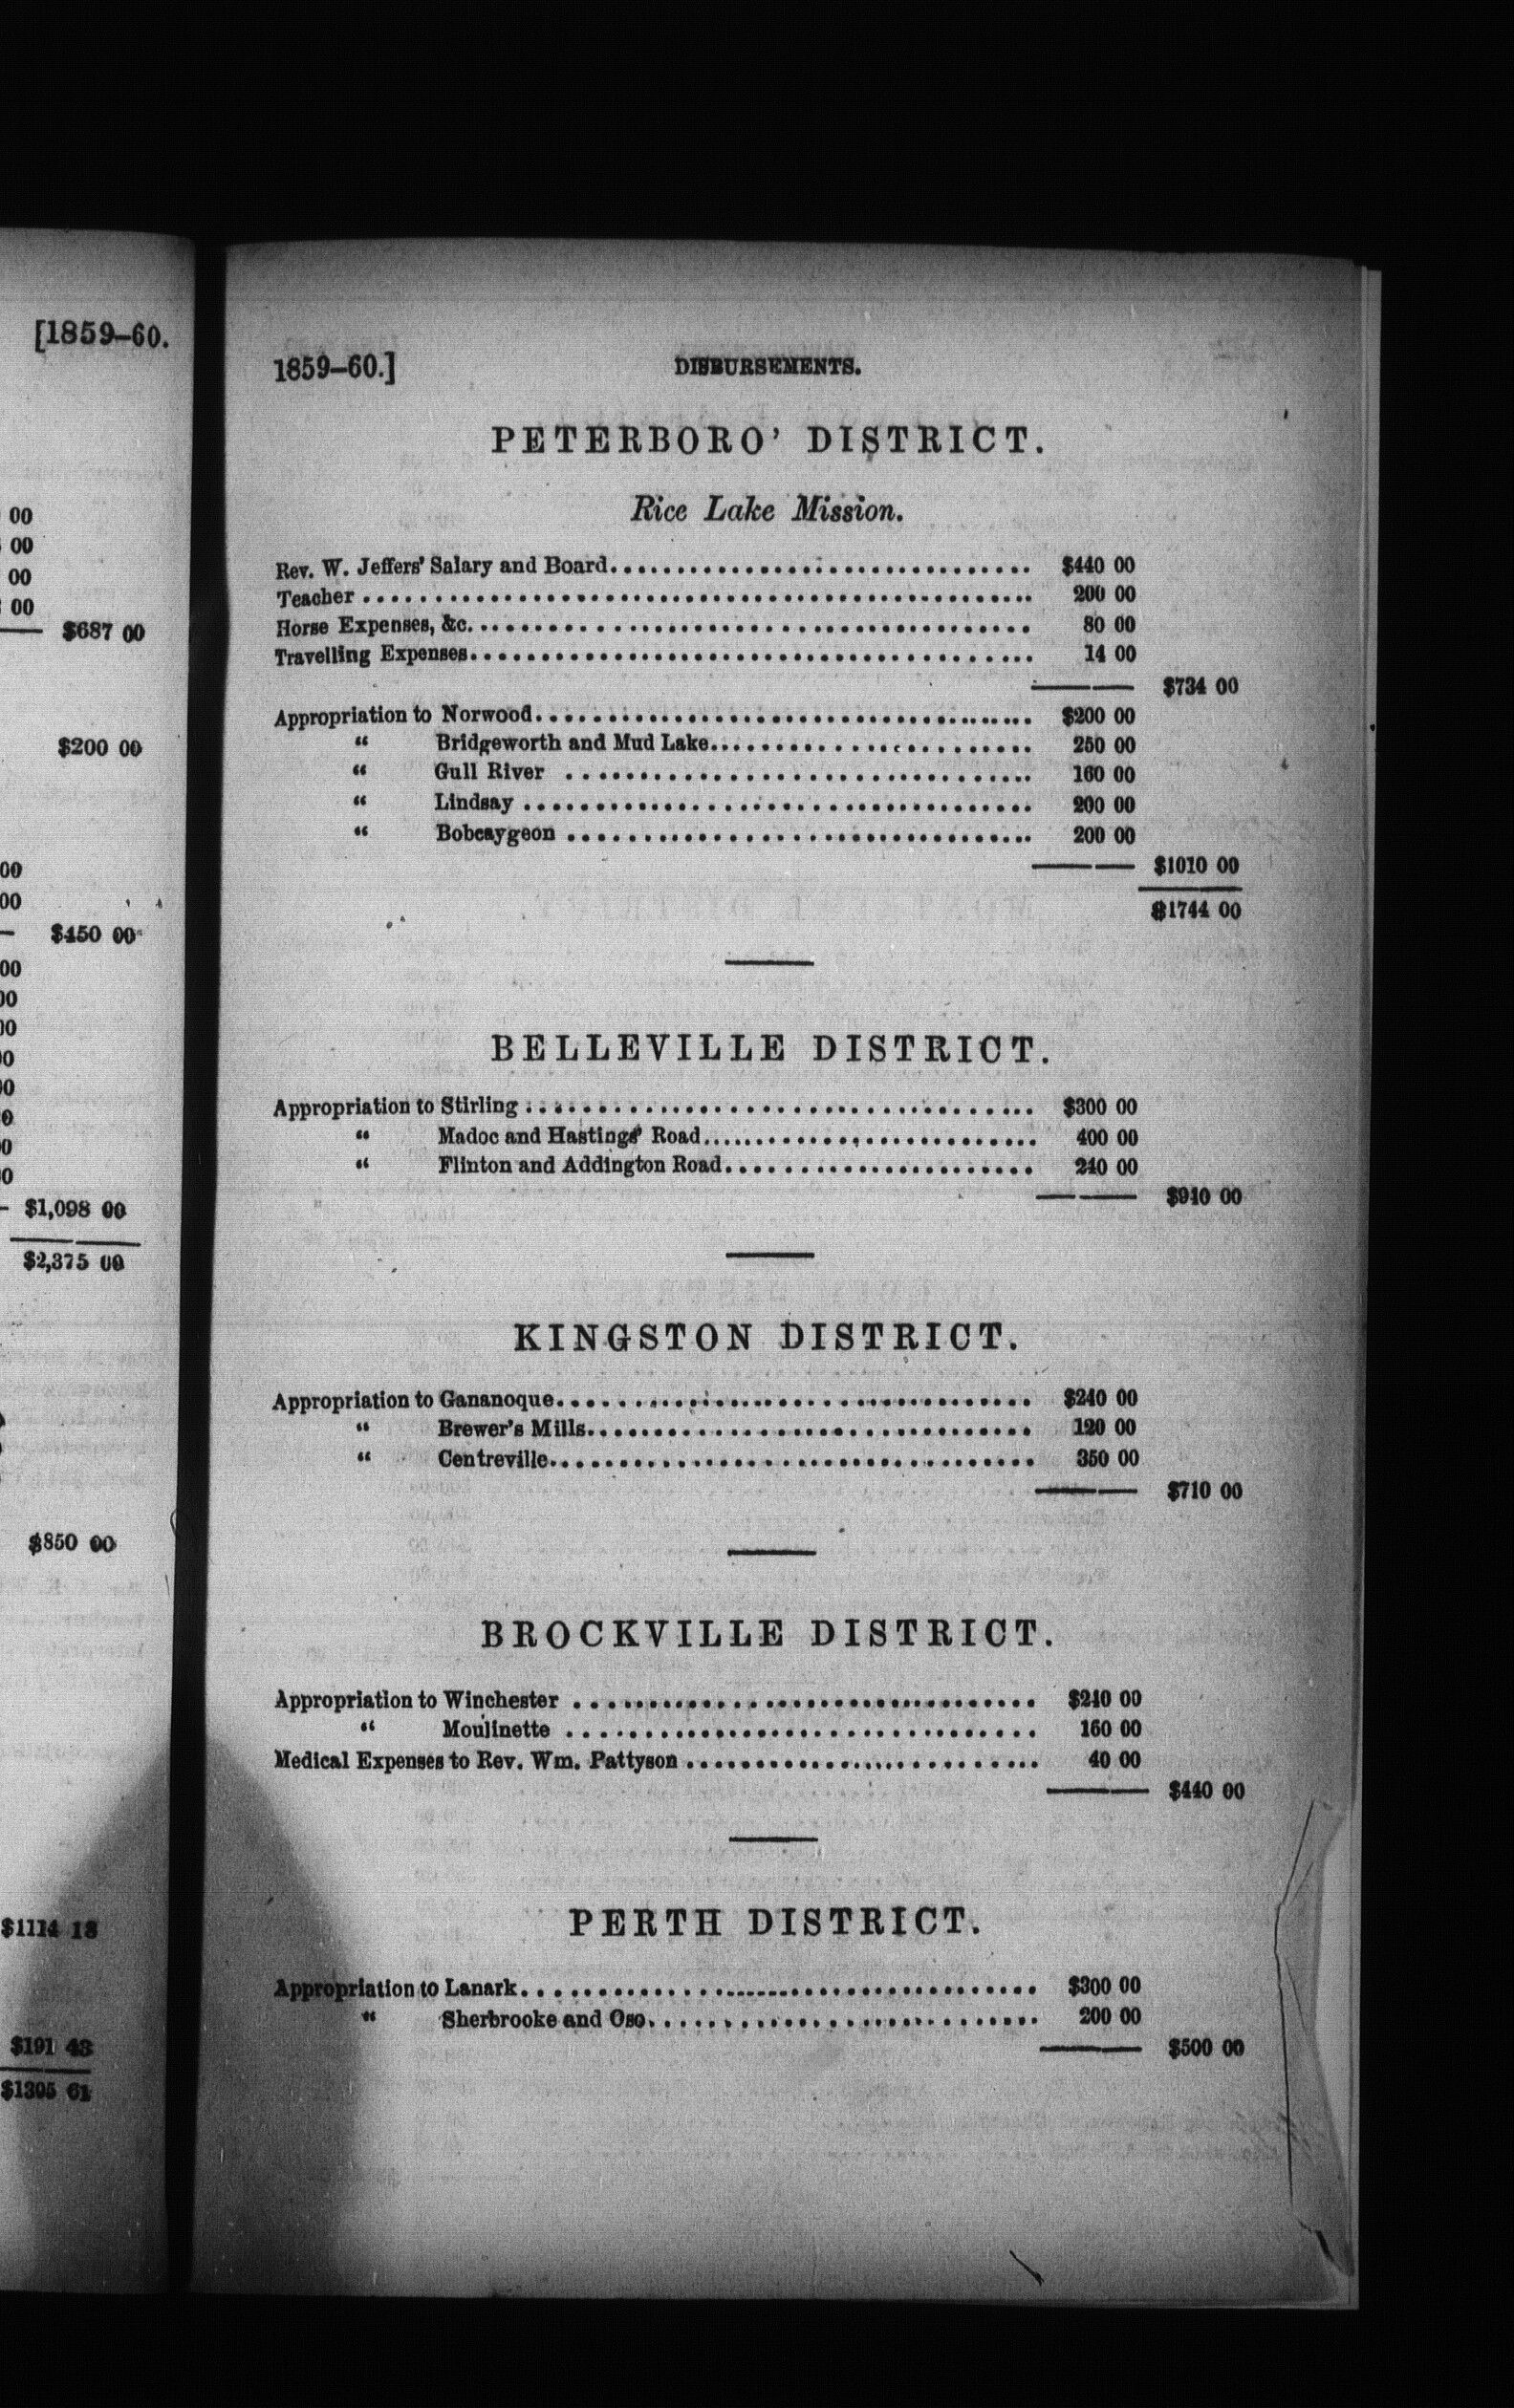 [1859–60.
00
00
00
00
$687 00
$200 00
00
00
$450 00
00
00
00
00
00
$1,098 00
$2,375 00
$850 00
$1114 18
$191 43
$1305 61
1859–60.]
DISBURSEMENTS.
PETERBORO' DISTRICT.
Rice Lake Mission.
Rev. W. Jeffers' Salary and Board.............................. $440 00
Teacher .............................. 200 00
Horse Expenses, &c. .............................. 80 00
Travelling Expenses.............................. 14 00
$734 00
Appropriation to Norwood.............................. $200 00
“ Bridgeworth and Mud Lake.............................. 250 00
“ Gull River .............................. 160 00
“ Lindsay .............................. 200 00
“ Bobcaygeon .............................. 200 00
$1010 00
$1744 00
BELLEVILLE DISTRICT.
Appropriation to Stirling .............................. $300 00
“ Madoc and Hastings' Road.............................. 400 00
“ Flinton and Addington Road.............................. 240 00
$940 00
KINGSTON DISTRICT.
Appropriation to Gananoque.............................. $240 00
“ Brewer's Mills.............................. 120 00
“ Centreville.............................. 350 00
$710 00
BROCKVILLE DISTRICT.
Appropriation to Winchester .............................. $240 00
“ Moulinette .............................. 160 00
Medical Expenses to Rev. Wm. Pattyson .............................. 40 00
$440 00
PERTH DISTRICT.
Appropriation to Lanark.............................. $300 00
“ Sherbrooke and Oso.............................. 200 00
$500 00